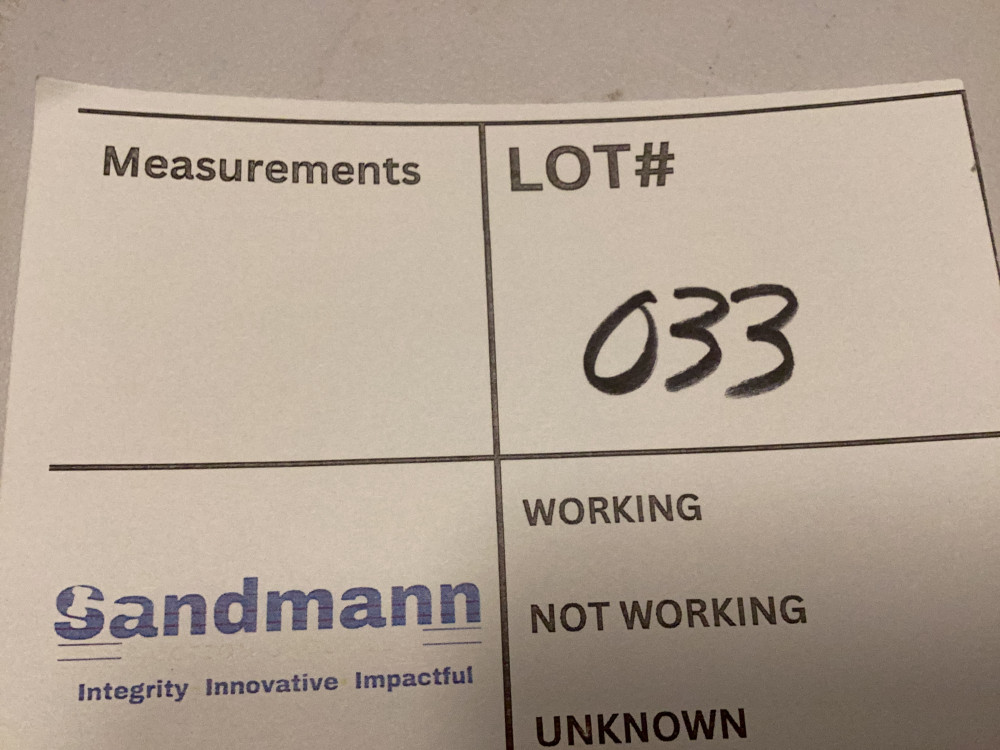 Measurements
LOT#
033
Sandmann
Integrity Innovative Impactful
WORKING
NOT WORKING
UNKNOWN